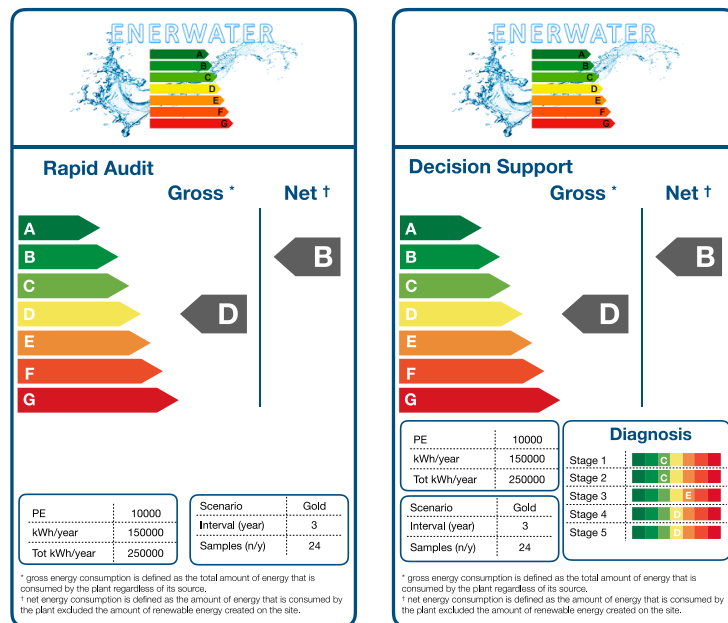 ENERWATER
A
B
C
D
E
F
G
Rapid Audit
Gross *
Net †
A
B
C
D
E
F
G
D
B
PE 10000
kWh/year 150000
Tot kWh/year 250000
Scenario Gold
Interval (year) 3
Samples (n/y) 24
* gross energy consumption is defined as the total amount of energy that is
consumed by the plant regardless of its source.
† net energy consumption is defined as the amount of energy that is consumed by
the plant excluded the amount of renewable energy created on the site.
ENERWATER
A
B
C
D
E
F
G
Decision Support
Gross *
Net †
A
B
C
D
E
F
G
D
B
PE 10000
kWh/year 150000
Tot kWh/year 250000
Scenario Gold
Interval (year) 3
Samples (n/y) 24
Diagnosis
Stage 1 C
Stage 2 C
Stage 3 E
Stage 4 D
Stage 5 D
* gross energy consumption is defined as the total amount of energy that is
consumed by the plant regardless of its source.
† net energy consumption is defined as the amount of energy that is consumed by
the plant excluded the amount of renewable energy created on the site.